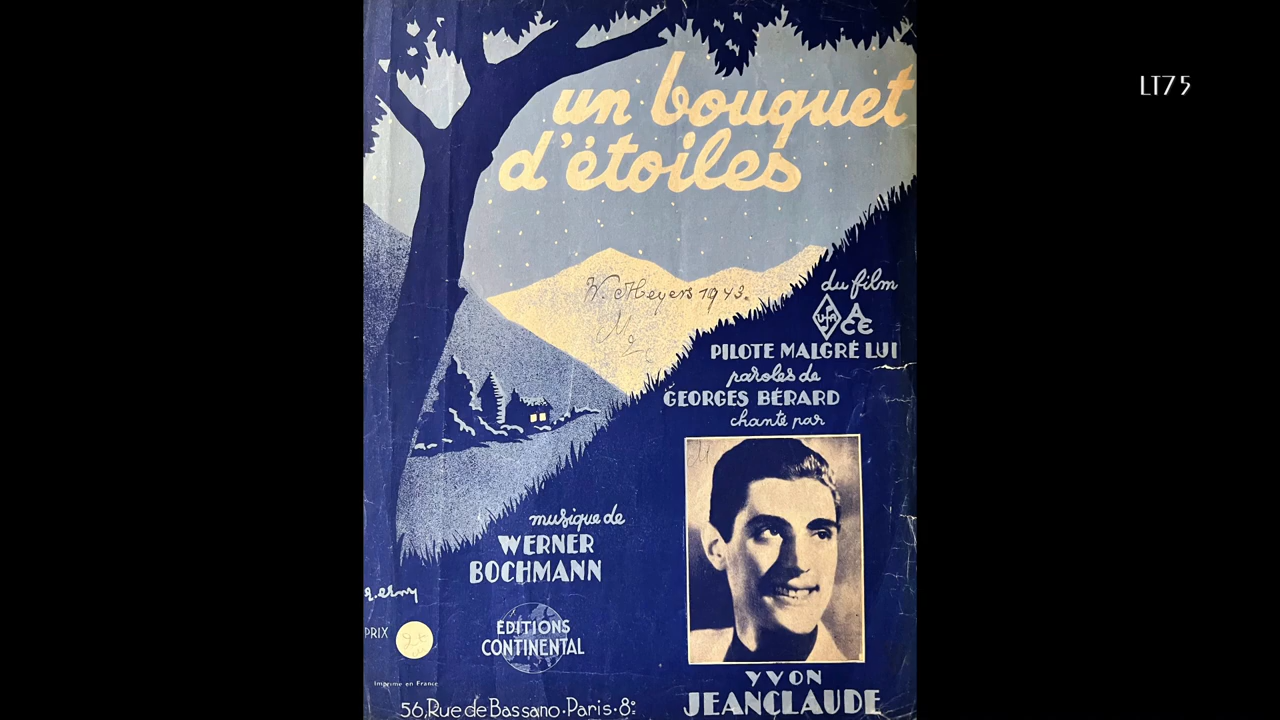 LT75
un bouquet
d'étoiles
W. Meyers 1943.
du film
UFA ACE
PILOTE MALGRÉ LUI
paroles de
GEORGES BÉRARD
chanté par
musique de
WERNER
BOCHMANN
PRIX
ÉDITIONS
CONTINENTAL
Imprimé en France
56, Rue de Bassano · Paris · 8e
YVON
JEANCLAUDE